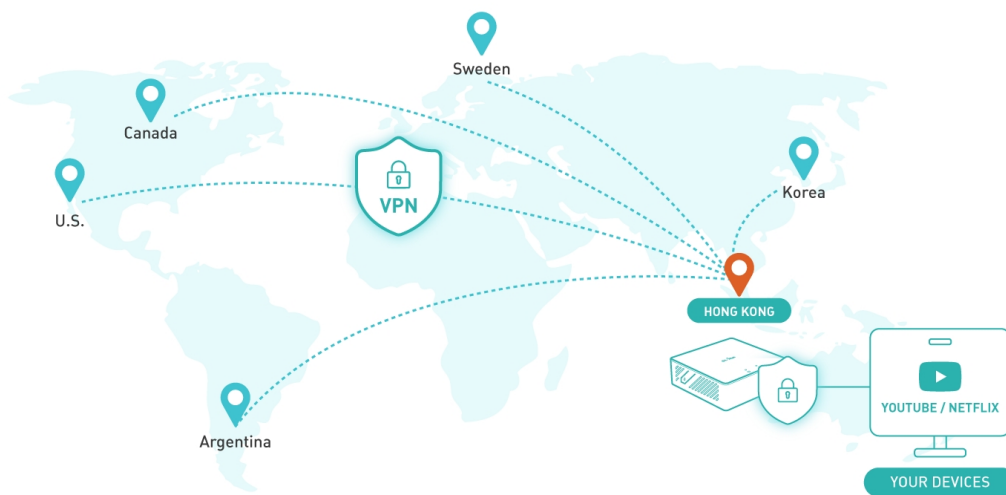 Sweden
Canada
VPN
Korea
U.S.
HONG KONG
YOUTUBE / NETFLIX
Argentina
YOUR DEVICES